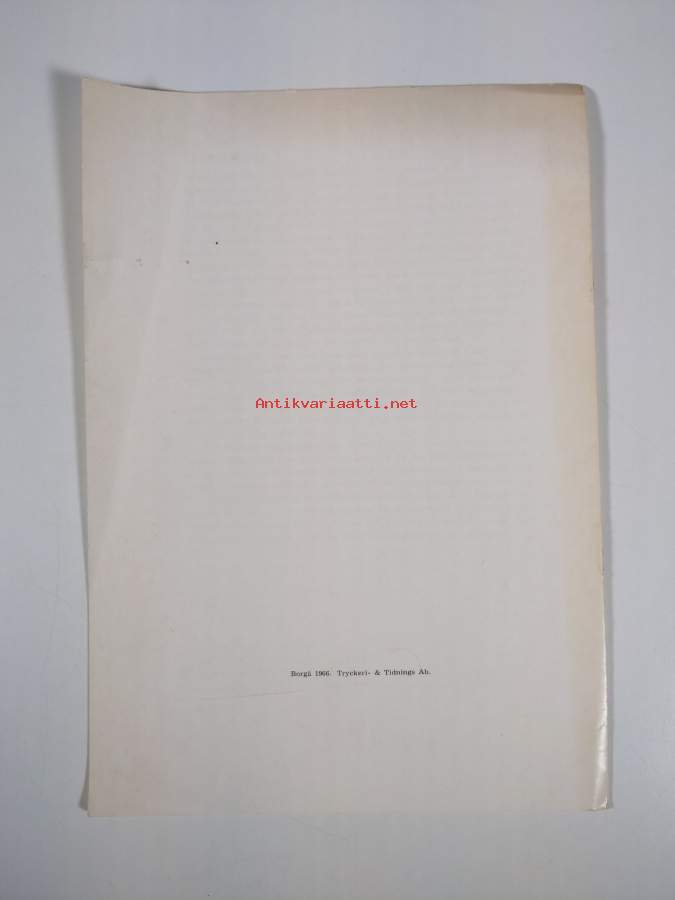 Antikvariaatti.net
Borgå 1966. Tryckeri- & Tidnings Ab.